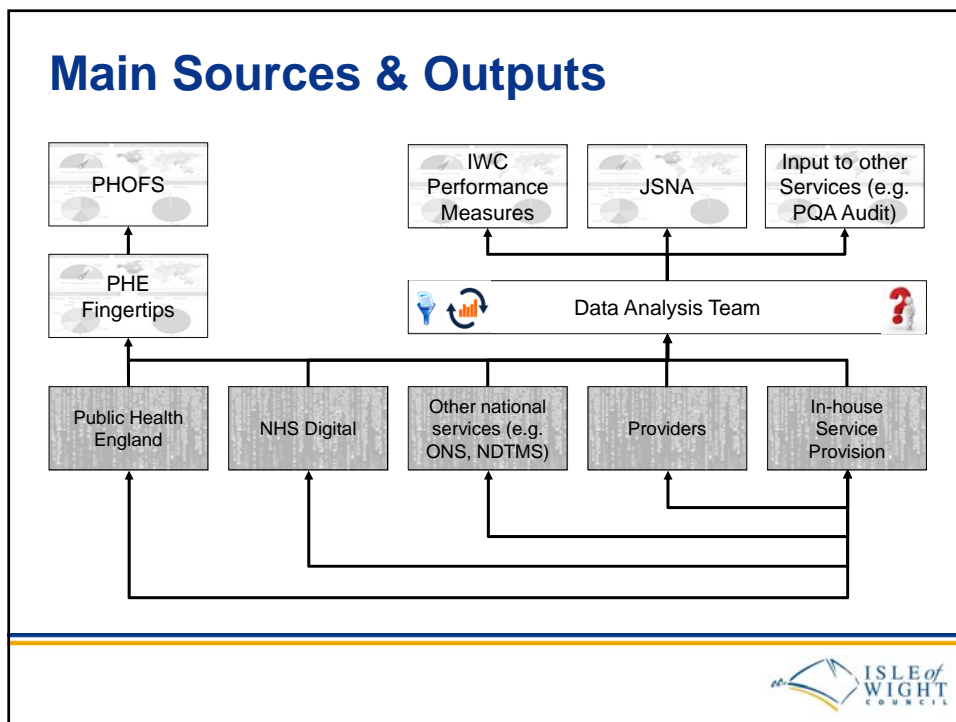 Main Sources & Outputs
PHOFS
IWC
Performance
Measures
JSNA
Input to other
Services (e.g.
PQA Audit)
PHE
Fingertips
Data Analysis Team
Public Health
England
NHS Digital
Other national
services (e.g.
ONS, NDTMS)
Providers
In-house
Service
Provision
ISLE of
WIGHT
COUNCIL